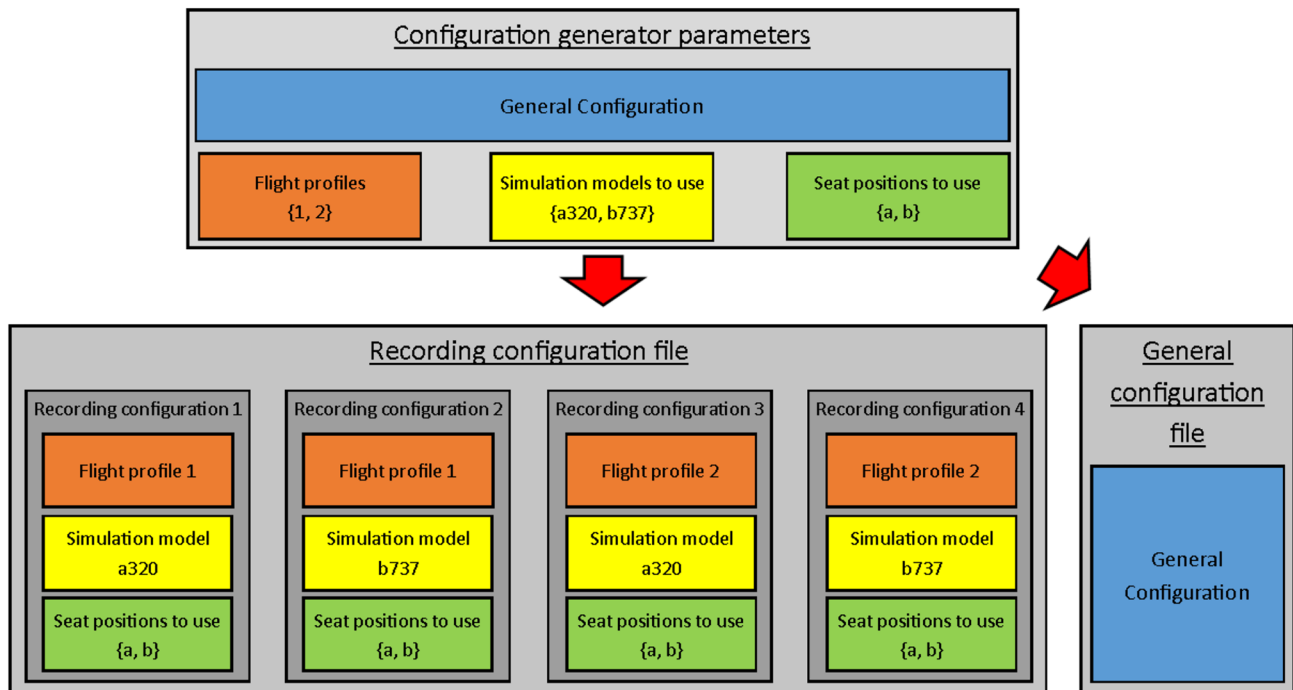 Configuration generator parameters
General Configuration
Flight profiles
{1, 2}
Simulation models to use
{a320, b737}
Seat positions to use
{a, b}
Recording configuration file
Recording configuration 1
Flight profile 1
Simulation model
a320
Seat positions to use
{a, b}
Recording configuration 2
Flight profile 1
Simulation model
b737
Seat positions to use
{a, b}
Recording configuration 3
Flight profile 2
Simulation model
a320
Seat positions to use
{a, b}
Recording configuration 4
Flight profile 2
Simulation model
b737
Seat positions to use
{a, b}
General
configuration
file
General
Configuration